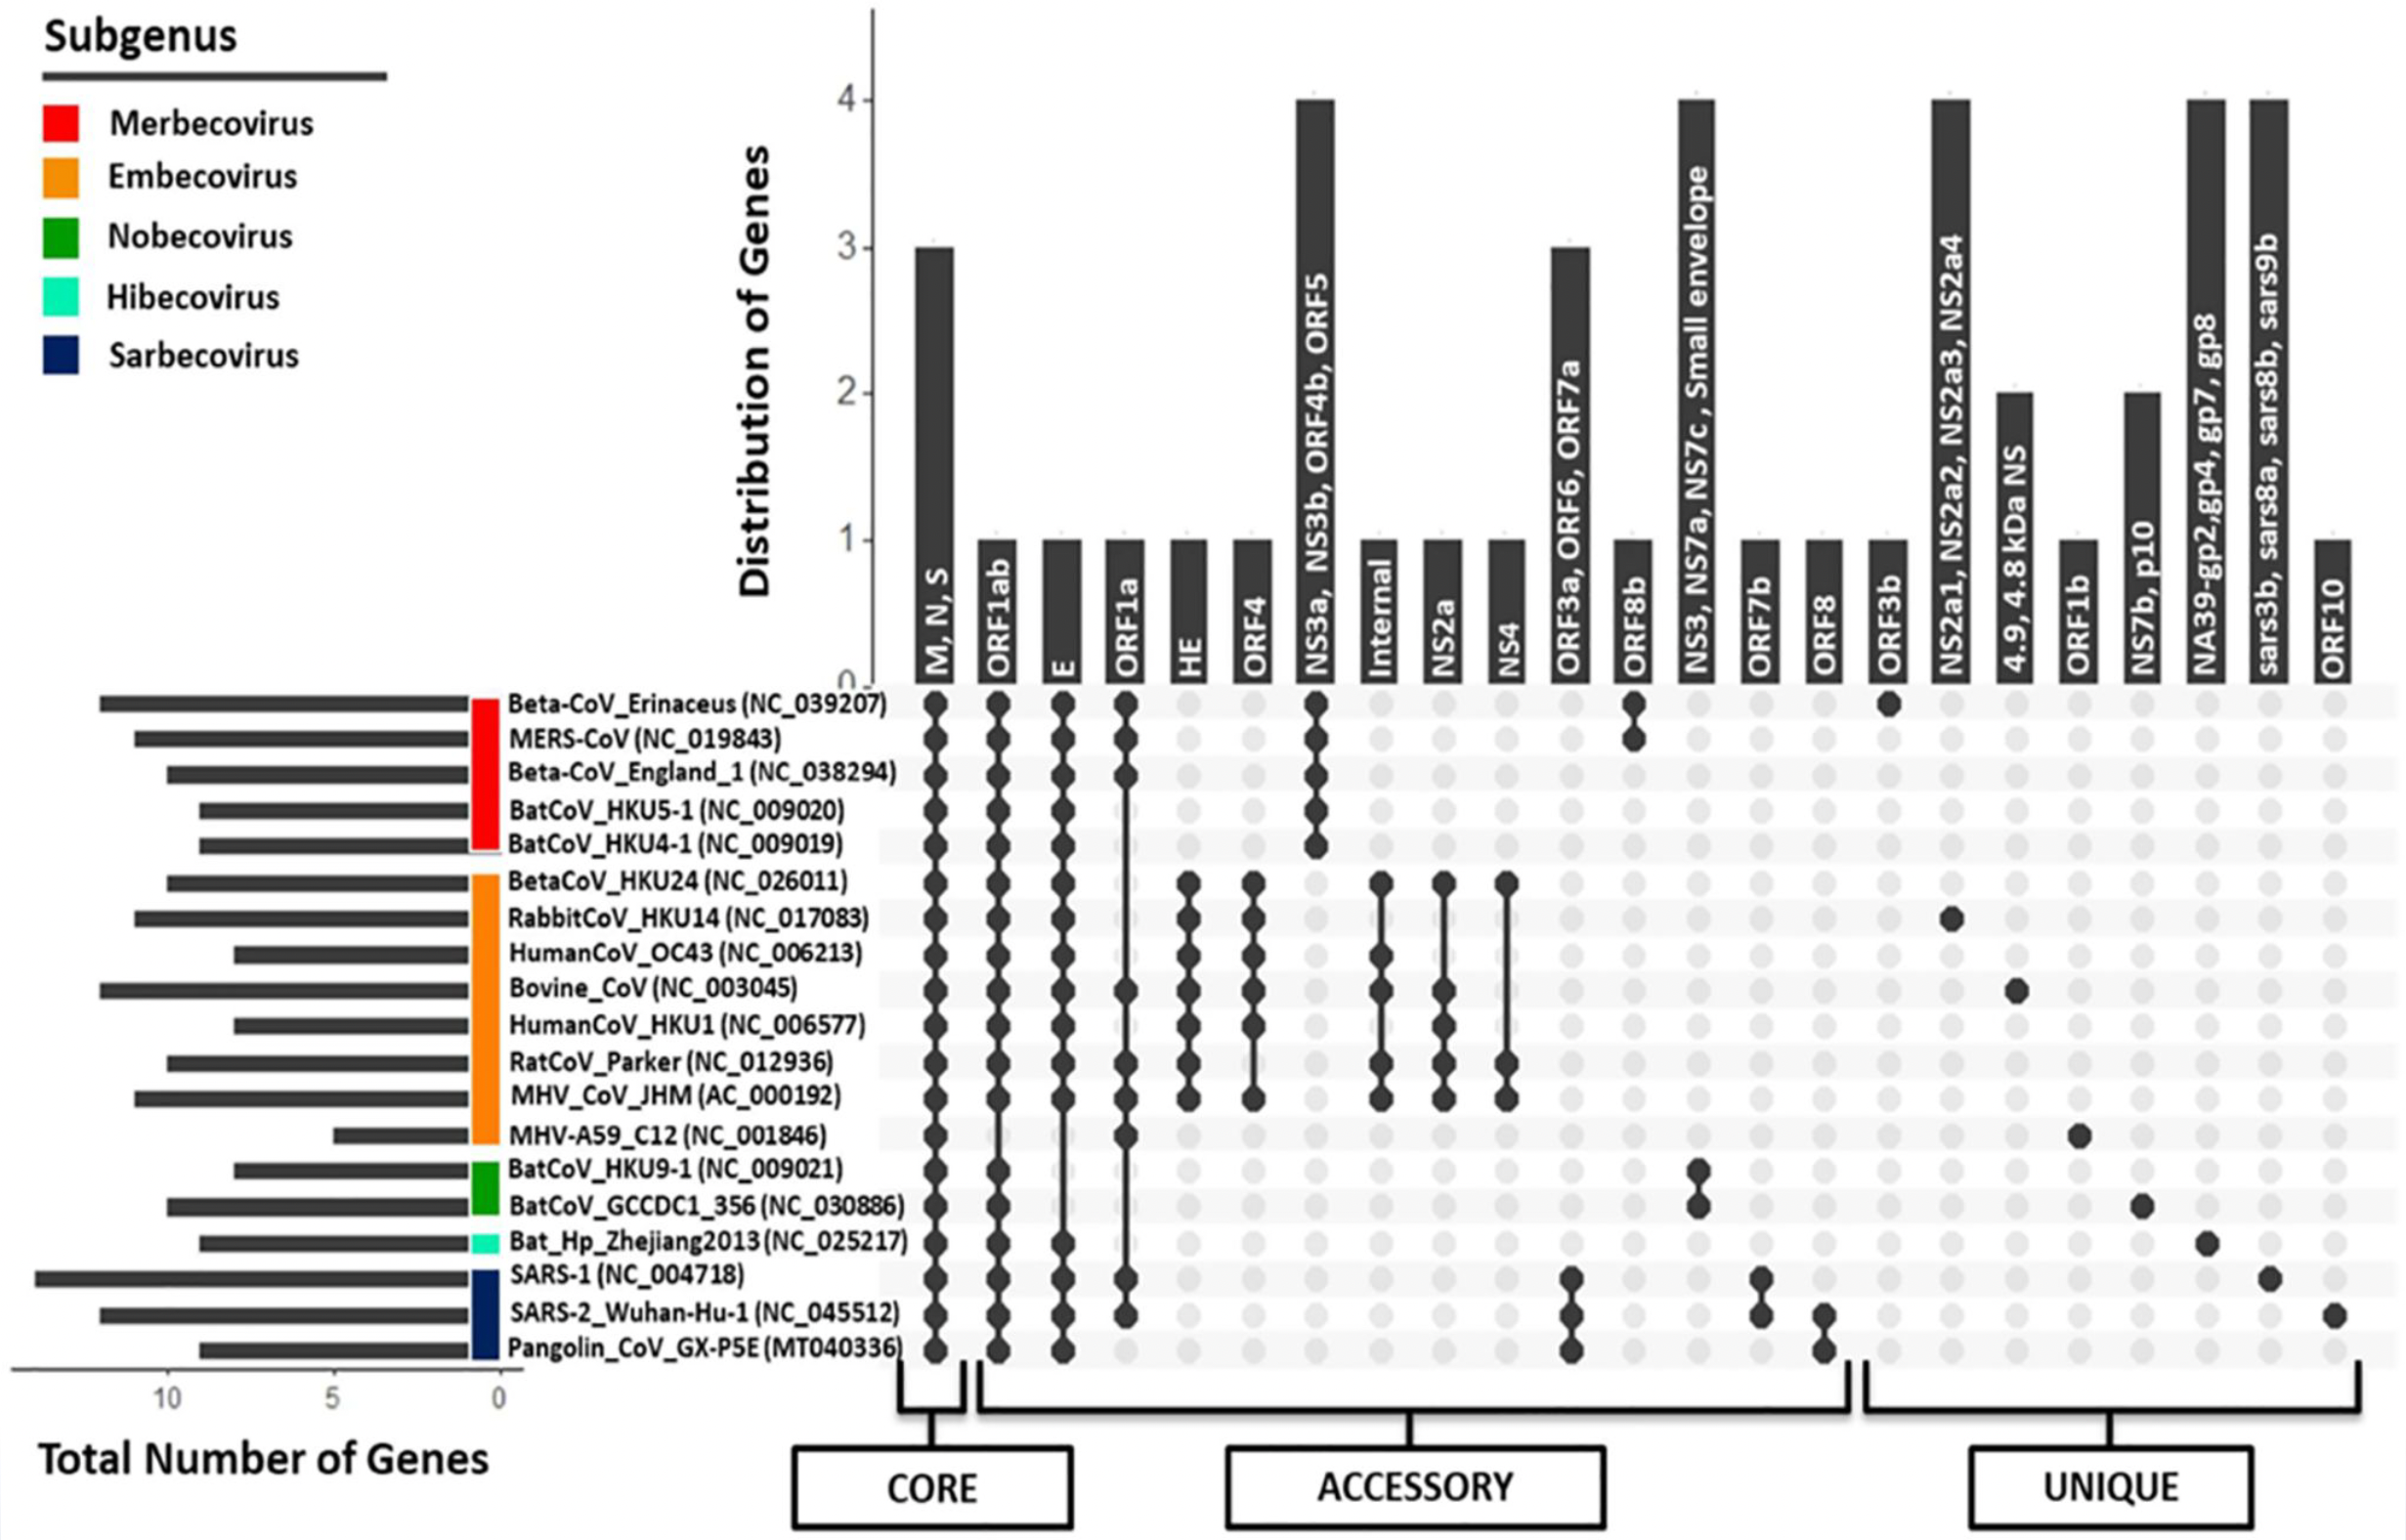 Subgenus
Merbecovirus
Embecovirus
Nobecovirus
Hibecovirus
Sarbecovirus
Distribution of Genes
4
3
2
1
0
M, N, S
ORF1ab
E
ORF1a
HE
ORF4
NS3a, NS3b, ORF4b, ORF5
Internal
NS2a
NS4
ORF3a, ORF6, ORF7a
ORF8b
NS3, NS7a, NS7c, Small envelope
ORF7b
ORF8
ORF3b
NS2a1, NS2a2, NS2a3, NS2a4
4.9, 4.8 kDa NS
ORF1b
NS7b, p10
NA39-gp2,gp4, gp7, gp8
sars3b, sars8a, sars8b, sars9b
ORF10
Beta-CoV_Erinaceus (NC_039207)
MERS-CoV (NC_019843)
Beta-CoV_England_1 (NC_038294)
BatCoV_HKU5-1 (NC_009020)
BatCoV_HKU4-1 (NC_009019)
BetaCoV_HKU24 (NC_026011)
RabbitCoV_HKU14 (NC_017083)
HumanCoV_OC43 (NC_006213)
Bovine_CoV (NC_003045)
HumanCoV_HKU1 (NC_006577)
RatCoV_Parker (NC_012936)
MHV_CoV_JHM (AC_000192)
MHV-A59_C12 (NC_001846)
BatCoV_HKU9-1 (NC_009021)
BatCoV_GCCDC1_356 (NC_030886)
Bat_Hp_Zhejiang2013 (NC_025217)
SARS-1 (NC_004718)
SARS-2_Wuhan-Hu-1 (NC_045512)
Pangolin_CoV_GX-P5E (MT040336)
10 5 0
Total Number of Genes
CORE
ACCESSORY
UNIQUE